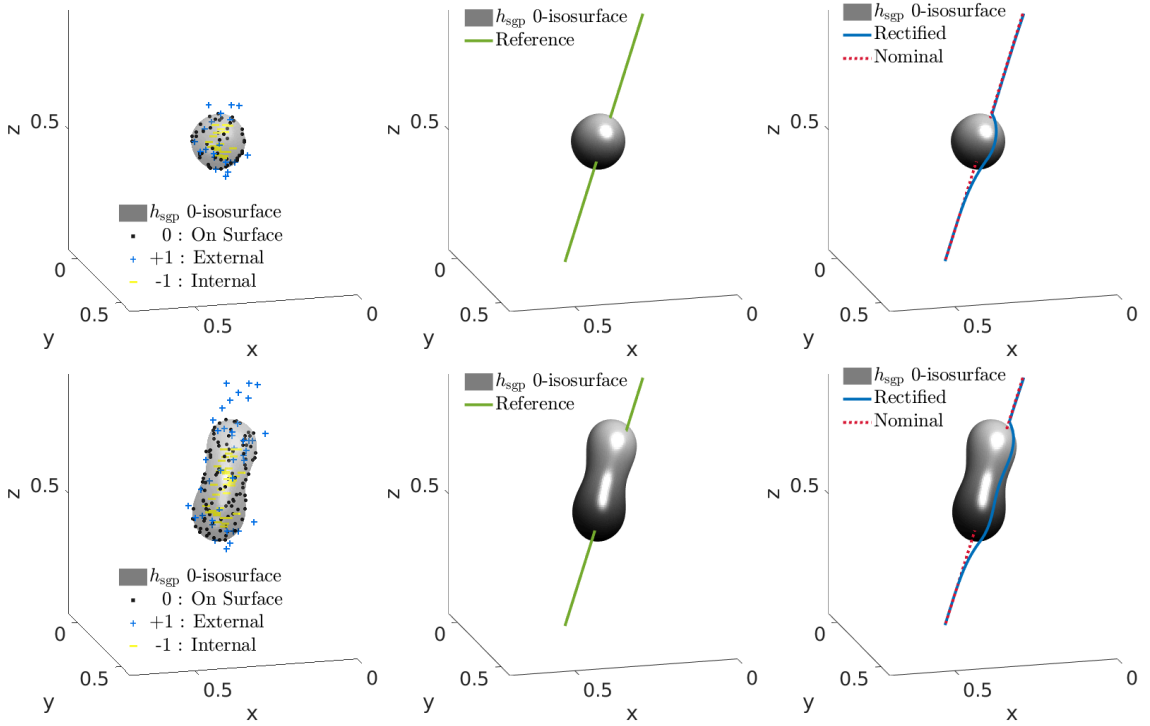 h_sgp 0-isosurface
Reference
h_sgp 0-isosurface
Rectified
Nominal
z
0.5
z
0.5
z
0.5
h_sgp 0-isosurface
0 : On Surface
+1 : External
-1 : Internal
0
0.5
0.5
0
y
x
0
0.5
0.5
0
y
x
0
0.5
0.5
0
y
x
h_sgp 0-isosurface
Reference
h_sgp 0-isosurface
Rectified
Nominal
z
0.5
z
0.5
z
0.5
h_sgp 0-isosurface
0 : On Surface
+1 : External
-1 : Internal
0
0.5
0.5
0
y
x
0
0.5
0.5
0
y
x
0
0.5
0.5
0
y
x